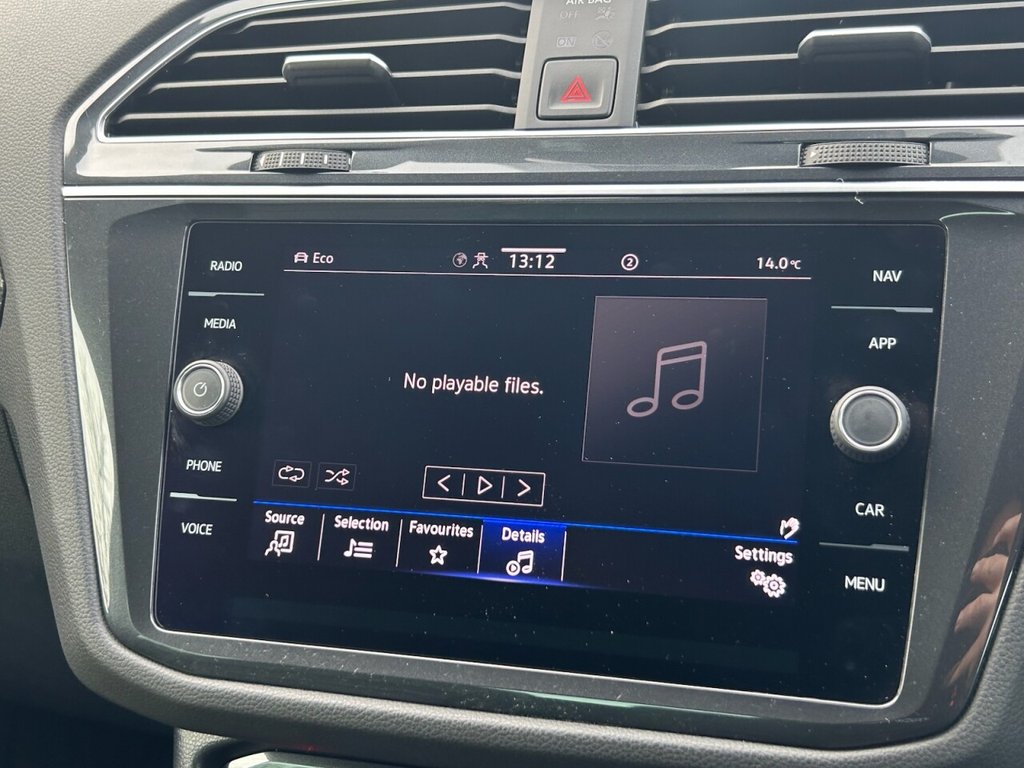 AIR BAG
OFF
ON
RADIO
MEDIA
PHONE
VOICE
Eco
13:12
2
14.0°C
No playable files.
Source
Selection
Favourites
Details
Settings
NAV
APP
CAR
MENU